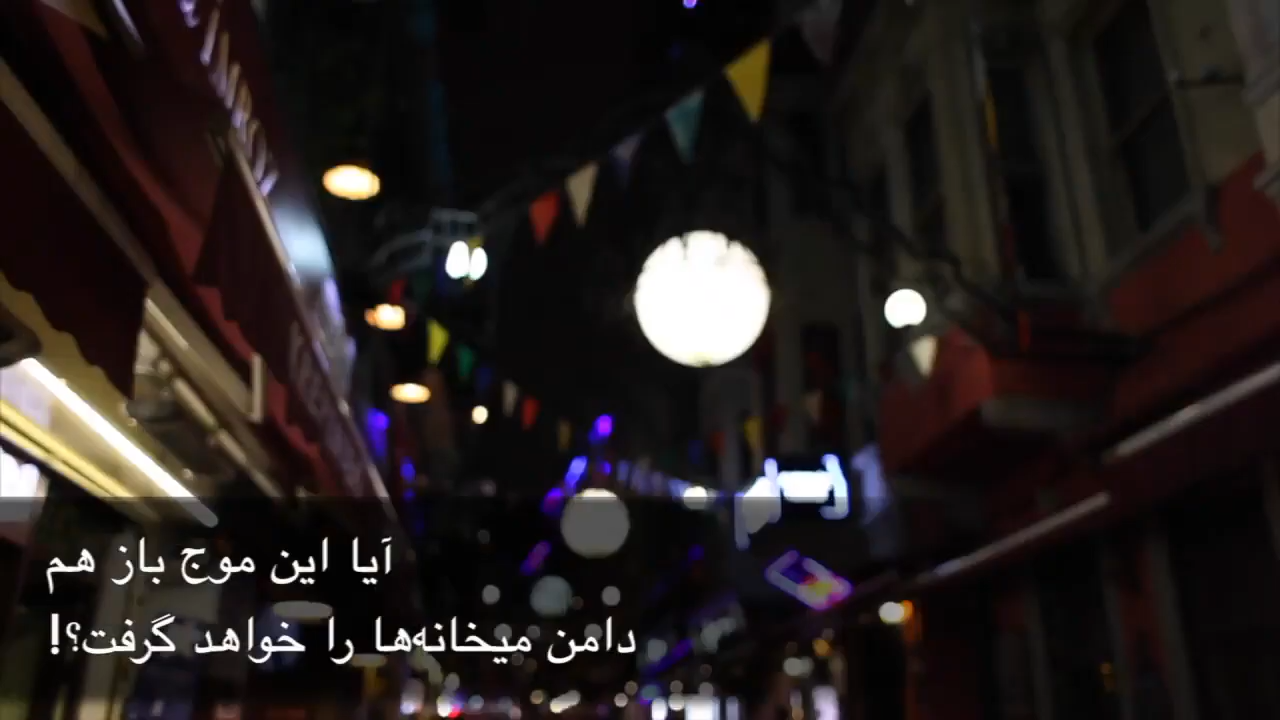 آیا این موج باز هم
دامن میخانه‌ها را خواهد گرفت؟!